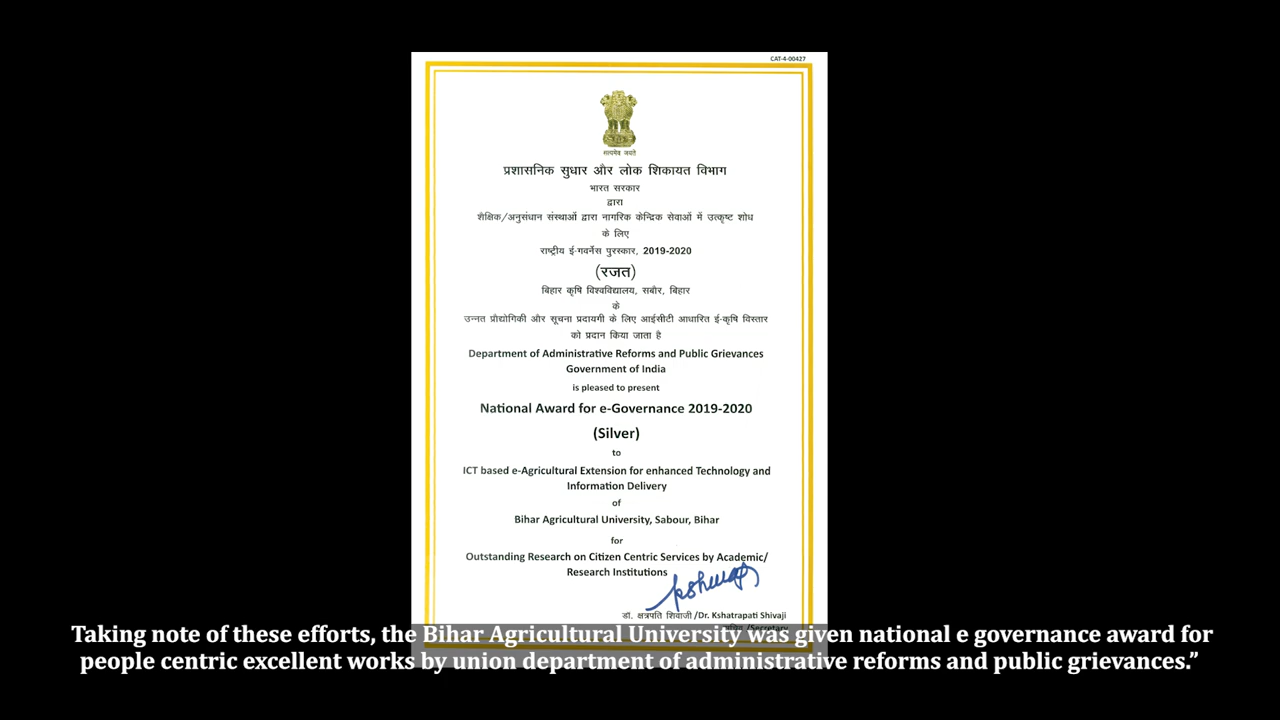 CAT-4-00427
सत्यमेव जयते
प्रशासनिक सुधार और लोक शिकायत विभाग
भारत सरकार
द्वारा
शैक्षिक/अनुसंधान संस्थाओं द्वारा नागरिक केन्द्रिक सेवाओं में उत्कृष्ट शोध
के लिए
राष्ट्रीय ई-गवर्नेंस पुरस्कार, 2019-2020
(रजत)
बिहार कृषि विश्वविद्यालय, सबौर, बिहार
के
उन्नत प्रौद्योगिकी और सूचना प्रदायगी के लिए आईसीटी आधारित ई-कृषि विस्तार
को प्रदान किया जाता है
Department of Administrative Reforms and Public Grievances
Government of India
is pleased to present
National Award for e-Governance 2019-2020
(Silver)
to
ICT based e-Agricultural Extension for enhanced Technology and
Information Delivery
of
Bihar Agricultural University, Sabour, Bihar
for
Outstanding Research on Citizen Centric Services by Academic/
Research Institutions
डॉ. क्षत्रपति शिवाजी /Dr. Kshatrapati Shivaji
सचिव /Secretary
Taking note of these efforts, the Bihar Agricultural University was given national e governance award for
people centric excellent works by union department of administrative reforms and public grievances.”